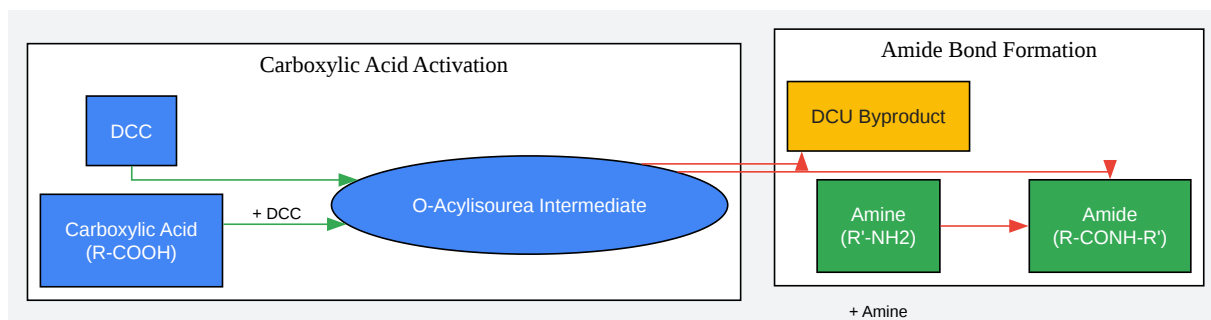 Carboxylic Acid Activation
DCC
Carboxylic Acid
(R-COOH)
+ DCC
O-Acylisourea Intermediate
Amide Bond Formation
DCU Byproduct
Amine
(R'-NH2)
Amide
(R-CONH-R')
+ Amine